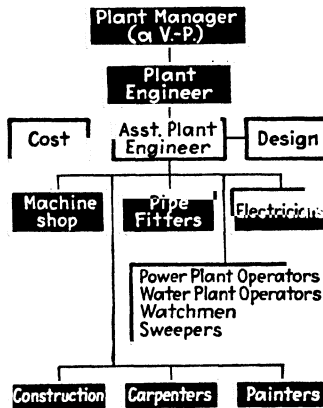 Plant Manager
(a V.-P.)
Plant
Engineer
Cost
Asst. Plant
Engineer
Design
Machine
shop
Pipe
Fitters
Electricians
Power Plant Operators
Water Plant Operators
Watchmen
Sweepers
Construction
Carpenters
Painters